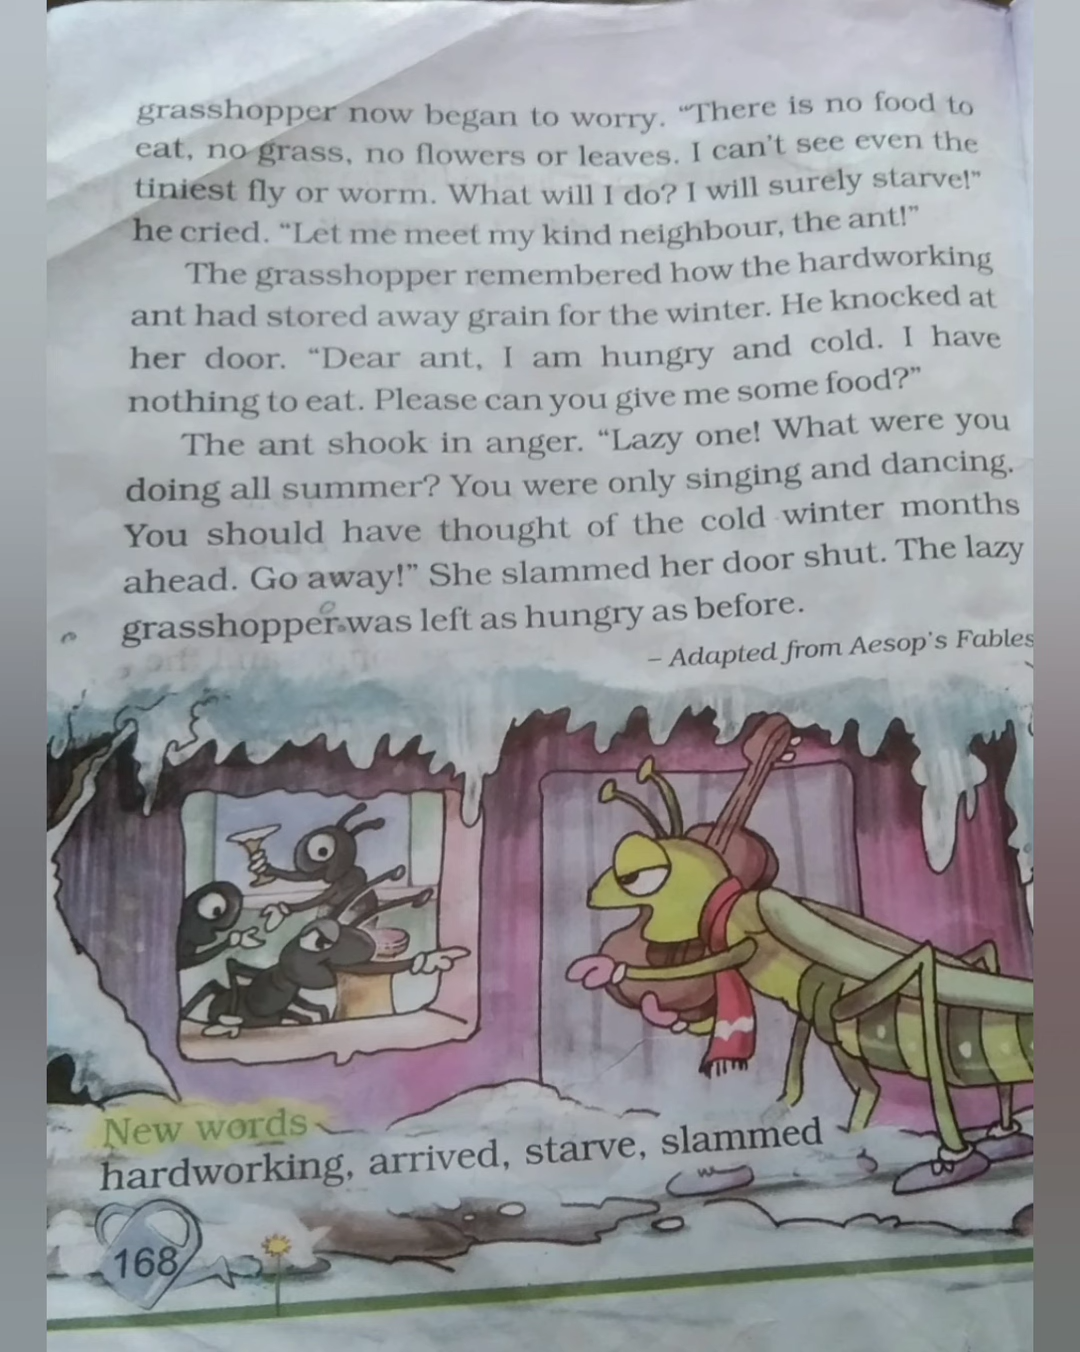 grasshopper now began to worry. “There is no food to
eat, no grass, no flowers or leaves. I can’t see even the
tiniest fly or worm. What will I do? I will surely starve!”
he cried. “Let me meet my kind neighbour, the ant!”
The grasshopper remembered how the hardworking
ant had stored away grain for the winter. He knocked at
her door. “Dear ant, I am hungry and cold. I have
nothing to eat. Please can you give me some food?”
The ant shook in anger. “Lazy one! What were you
doing all summer? You were only singing and dancing.
You should have thought of the cold winter months
ahead. Go away!” She slammed her door shut. The lazy
grasshopper was left as hungry as before.
– Adapted from Aesop’s Fables
New words
hardworking, arrived, starve, slammed
168